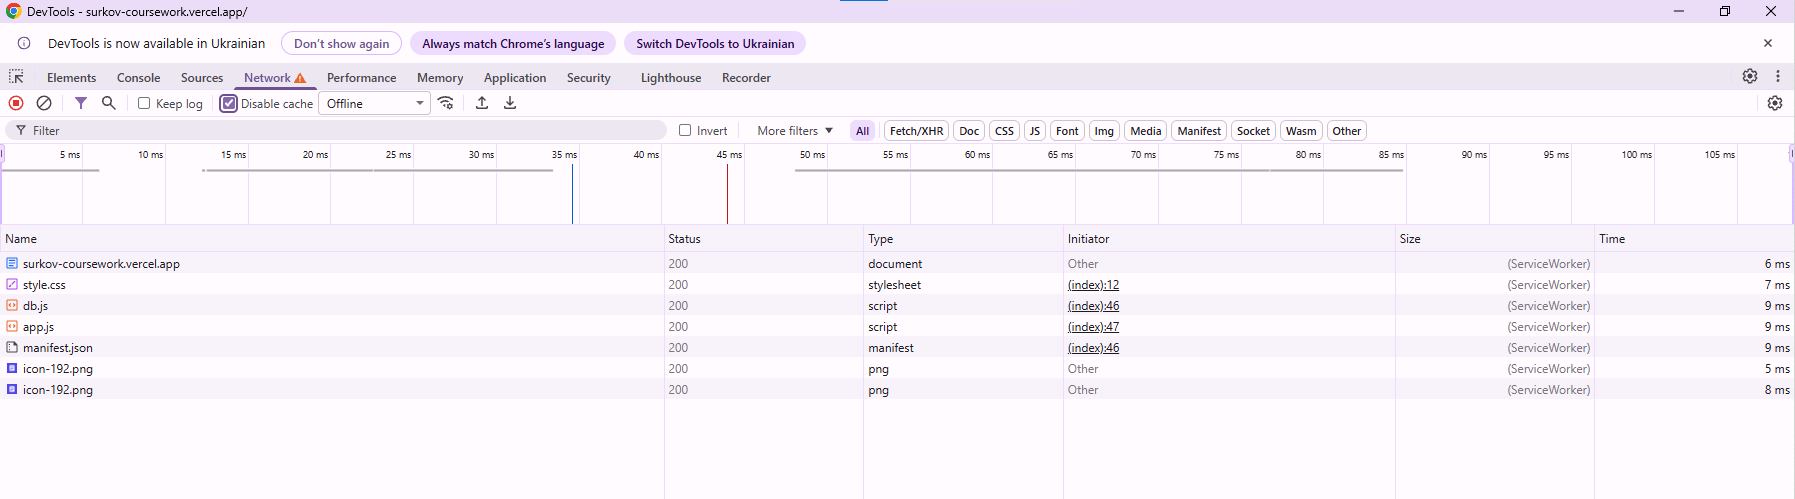 DevTools - surkov-coursework.vercel.app/
DevTools is now available in Ukrainian Don't show again Always match Chrome's language Switch DevTools to Ukrainian
Elements Console Sources Network Performance Memory Application Security Lighthouse Recorder
Keep log Disable cache Offline
Filter Invert More filters All Fetch/XHR Doc CSS JS Font Img Media Manifest Socket Wasm Other
5 ms 10 ms 15 ms 20 ms 25 ms 30 ms 35 ms 40 ms 45 ms 50 ms 55 ms 60 ms 65 ms 70 ms 75 ms 80 ms 85 ms 90 ms 95 ms 100 ms 105 ms
Name Status Type Initiator Size Time
surkov-coursework.vercel.app 200 document Other (ServiceWorker) 6 ms
style.css 200 stylesheet (index):12 (ServiceWorker) 7 ms
db.js 200 script (index):46 (ServiceWorker) 9 ms
app.js 200 script (index):47 (ServiceWorker) 9 ms
manifest.json 200 manifest (index):46 (ServiceWorker) 9 ms
icon-192.png 200 png Other (ServiceWorker) 5 ms
icon-192.png 200 png Other (ServiceWorker) 8 ms